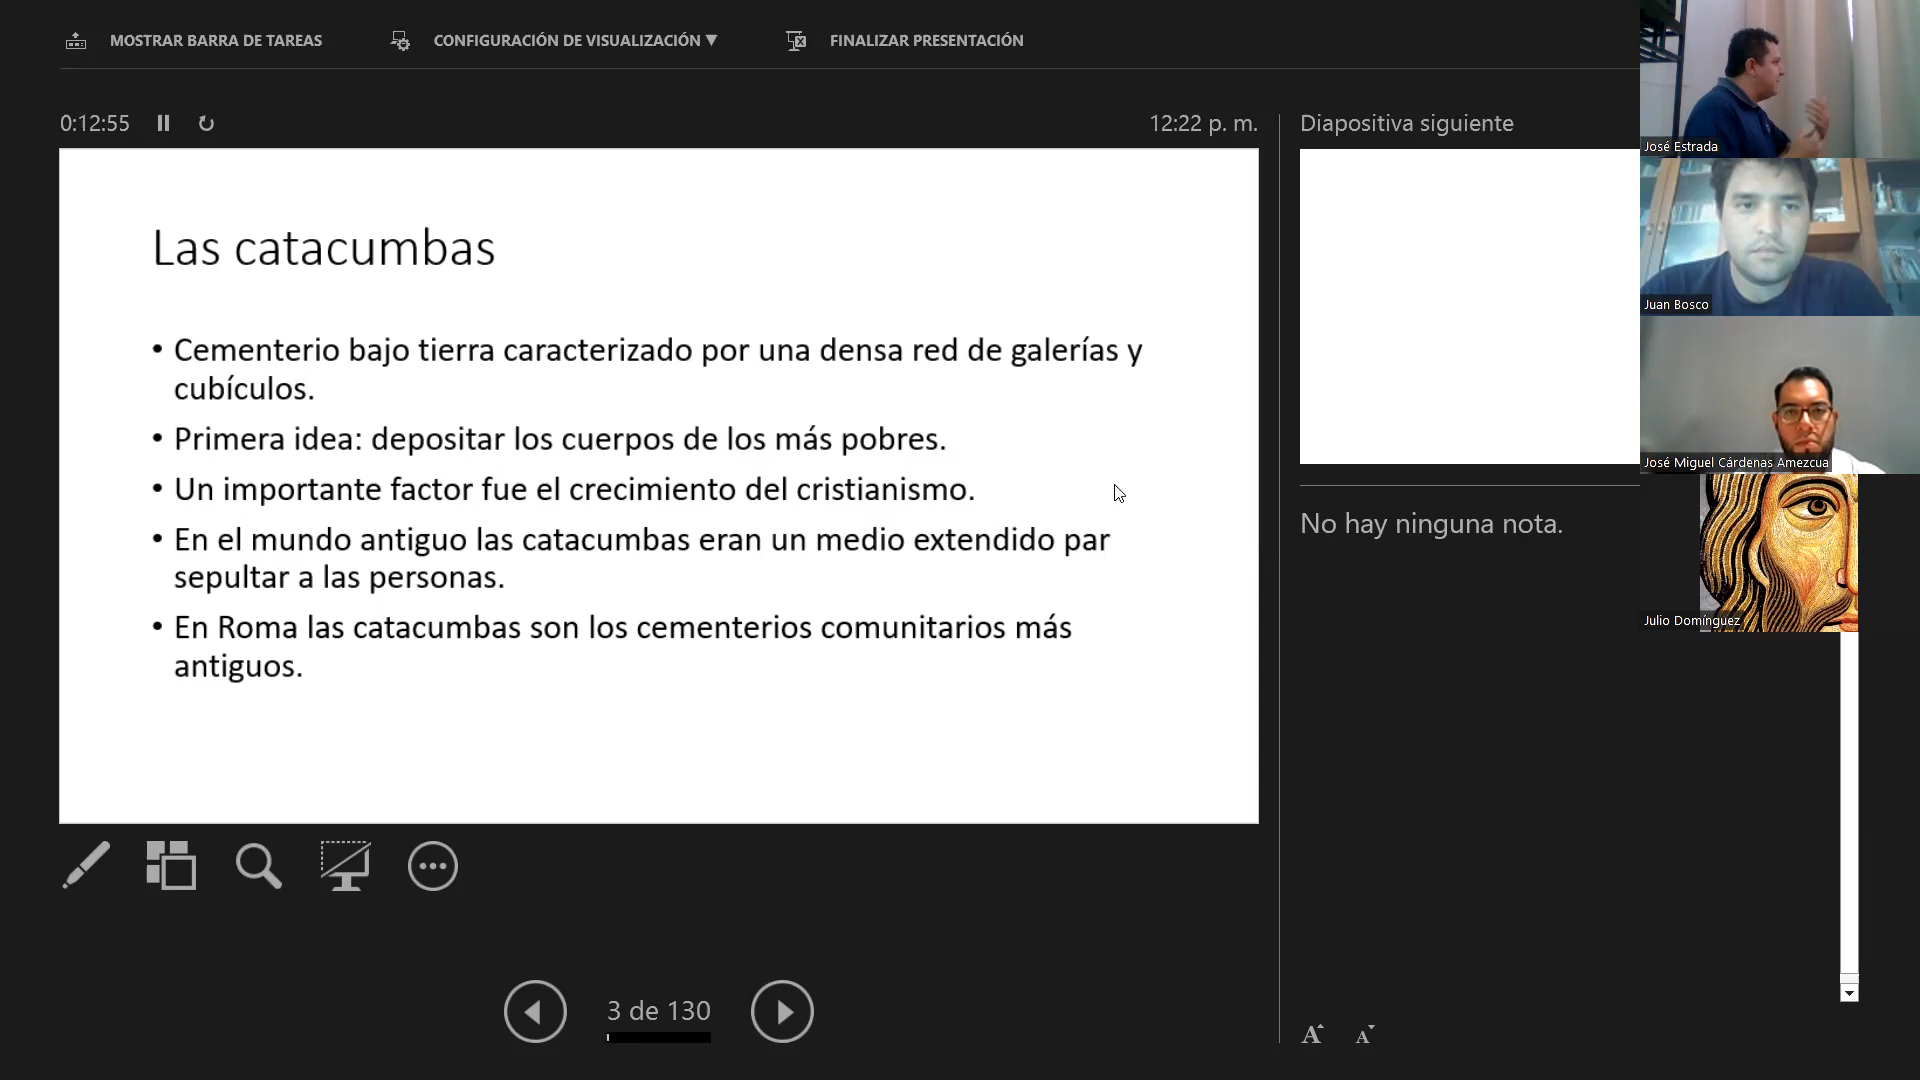 MOSTRAR BARRA DE TAREAS
CONFIGURACIÓN DE VISUALIZACIÓN ▼
FINALIZAR PRESENTACIÓN
0:12:55
12:22 p. m.
Diapositiva siguiente
Las catacumbas
• Cementerio bajo tierra caracterizado por una densa red de galerías y
cubículos.
• Primera idea: depositar los cuerpos de los más pobres.
• Un importante factor fue el crecimiento del cristianismo.
• En el mundo antiguo las catacumbas eran un medio extendido par
sepultar a las personas.
• En Roma las catacumbas son los cementerios comunitarios más
antiguos.
3 de 130
No hay ninguna nota.
A A
José Estrada
Juan Bosco
José Miguel Cárdenas Amezcua
Julio Domínguez